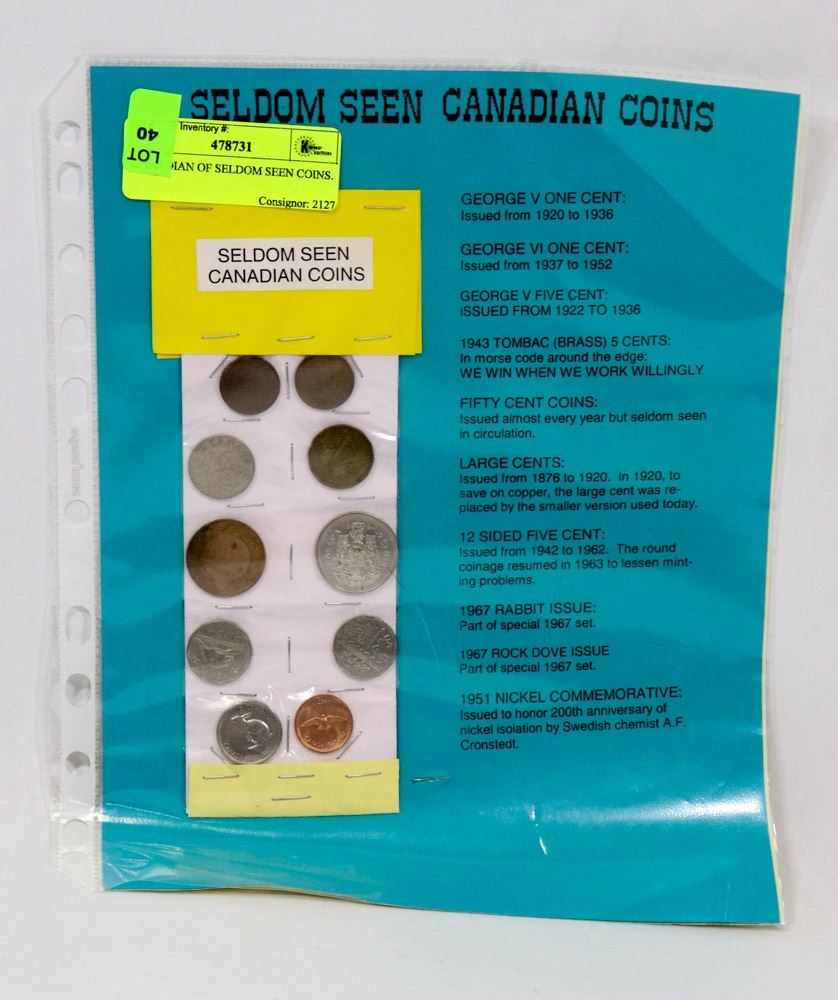 SELDOM SEEN CANADIAN COINS
LOT 40
Inventory #:
478731
DIAN OF SELDOM SEEN COINS.
Consignor: 2127
SELDOM SEEN
CANADIAN COINS
GEORGE V ONE CENT:
Issued from 1920 to 1936
GEORGE VI ONE CENT:
Issued from 1937 to 1952
GEORGE V FIVE CENT:
iSSUED FROM 1922 TO 1936
1943 TOMBAC (BRASS) 5 CENTS:
In morse code around the edge:
WE WIN WHEN WE WORK WILLINGLY
FIFTY CENT COINS:
Issued almost every year but seldom seen
in circulation.
LARGE CENTS:
Issued from 1876 to 1920. In 1920, to
save on copper, the large cent was re-
placed by the smaller version used today.
12 SIDED FIVE CENT:
Issued from 1942 to 1962. The round
coinage resumed in 1963 to lessen mint-
ing problems.
1967 RABBIT ISSUE:
Part of special 1967 set.
1967 ROCK DOVE ISSUE
Part of special 1967 set.
1951 NICKEL COMMEMORATIVE:
Issued to honor 200th anniversary of
nickel isolation by Swedish chemist A.F.
Cronstedt.